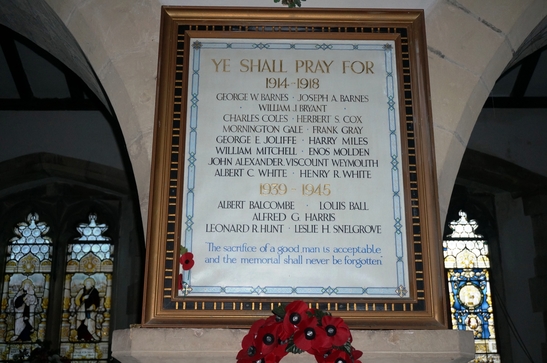 YE SHALL PRAY FOR
1914-1918
GEORGE W. BARNES · JOSEPH A. BARNES
WILLIAM J. BRYANT
CHARLES COLES · HERBERT S. COX
MORNINGTON GALE · FRANK GRAY
GEORGE E. JOLIFFE · HARRY MILES
WILLIAM MITCHELL · ENOS MOLDEN
JOHN ALEXANDER VISCOUNT WEYMOUTH
ALBERT C. WHITE · HENRY R. WHITE
1939 - 1945
ALBERT BALCOMBE · LOUIS BALL
ALFRED G. HARRIS
LEONARD R. HUNT · LESLIE H. SNELGROVE
"The sacrifice of a good man is acceptable
and the memorial shall never be forgotten"